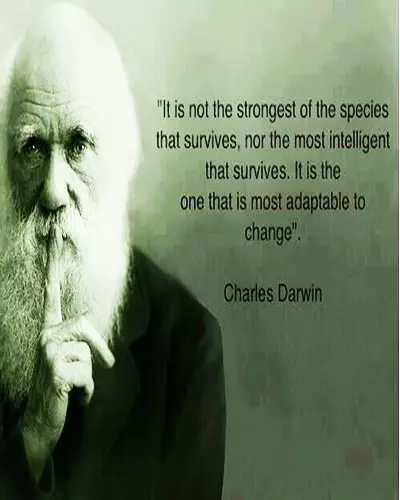 "It is not the strongest of the species
that survives, nor the most intelligent
that survives. It is the
one that is most adaptable to
change".
Charles Darwin